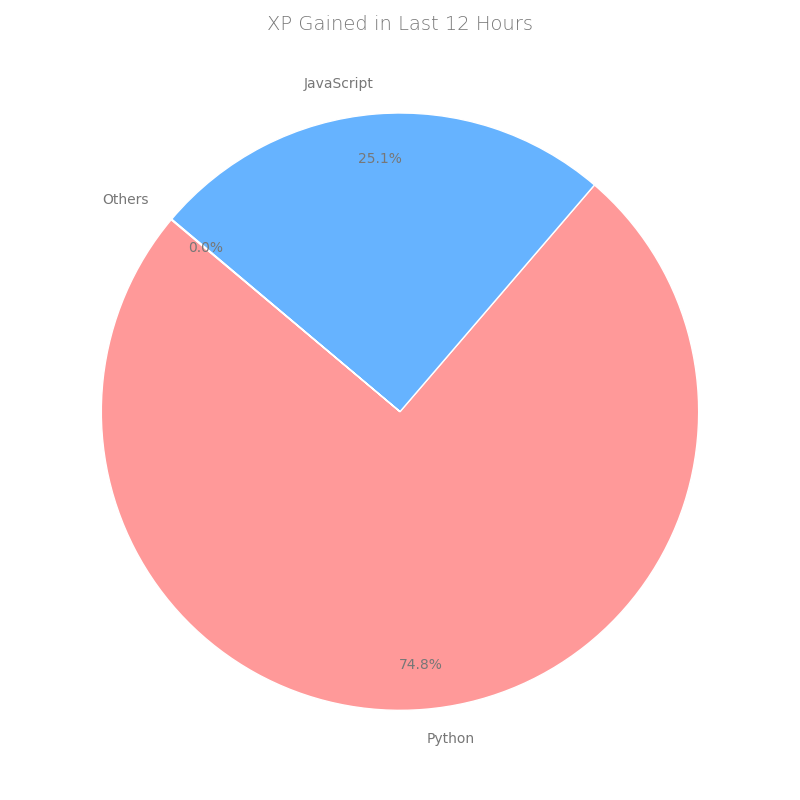 XP Gained in Last 12 Hours
JavaScript
25.1%
Others
0.0%
74.8%
Python